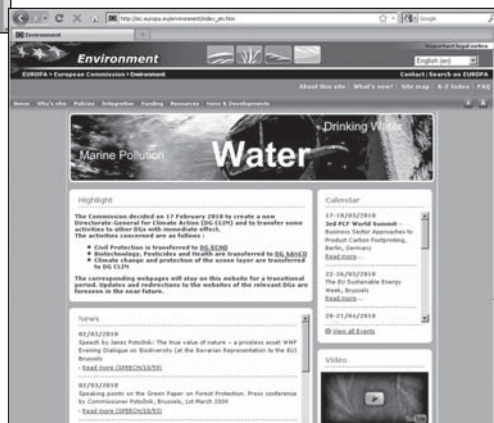 http://ec.europa.eu/environment/index_en.htm
Google
Environment
Important legal notice
Environment
English (en)
EUROPA > European Commission > Environment
Contact | Search on EUROPA
About this site | What's new? | Site map | A-Z Index | FAQ
Home Who's who Policies Integration Funding Resources News & Developments
Drinking Water
Marine Pollution
Water
Highlight
The Commission decided on 17 February 2010 to create a new
Directorate-General for Climate Action (DG CLIM) and to transfer some
activities to other DGs with immediate effect.
The activities concerned are as follows :
Civil Protection is transferred to DG ECHO
Biotechnology, Pesticides and Health are transferred to DG SANCO
Climate change and protection of the ozone layer are transferred
to DG CLIM
The corresponding webpages will stay on this website for a transitional
period. Updates and redirections to the websites of the relevant DGs are
foreseen in the near future.
News
02/03/2010
Speech by Janez Potočnik: The true value of nature – a priceless asset WWF
Evening Dialogue on Biodiversity (at the Bavarian Representation to the EU)
Brussels
Read more (SPEECH/10/59)
02/03/2010
Speaking points on the Green Paper on Forest Protection. Press conference
by Commissioner Potočnik, Brussels, 1st March 2009
Read more (SPEECH/10/53)
Calendar
17-19/03/2010
3rd PCF World Summit -
Business Sector Approaches to
Product Carbon Footprinting,
Berlin, Germany
Read more...
22-26/03/2010
The EU Sustainable Energy
Week, Brussels
Read more...
20-21/04/2010
View all Events
Video